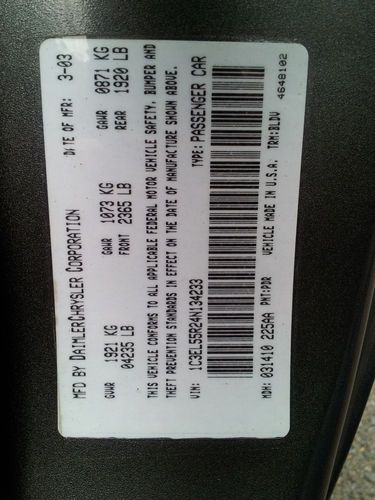 MFD BY DAIMLERCHRYSLER CORPORATION DATE OF MFR: 3-03
GVWR GAWR GAWR
1921 KG 1073 KG 0871 KG
04235 LB FRONT 2365 LB REAR 1920 LB
THIS VEHICLE CONFORMS TO ALL APPLICABLE FEDERAL MOTOR VEHICLE SAFETY, BUMPER AND
THEFT PREVENTION STANDARDS IN EFFECT ON THE DATE OF MANUFACTURE SHOWN ABOVE.
VIN: 1C3EL55R24N134233 TYPE: PASSENGER CAR
MDH: 031410 225AA PNT:PDR VEHICLE MADE IN U.S.A. TRM:BLDV
4648102